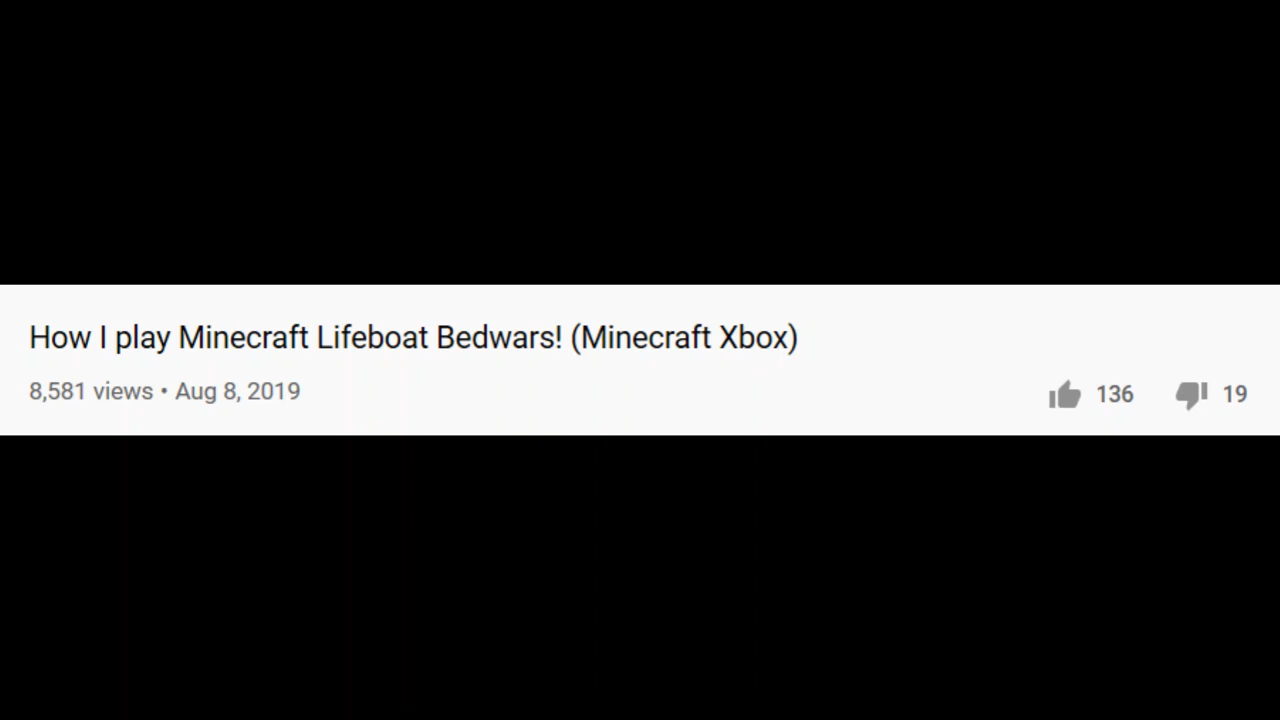 How I play Minecraft Lifeboat Bedwars! (Minecraft Xbox)
8,581 views • Aug 8, 2019
136 19